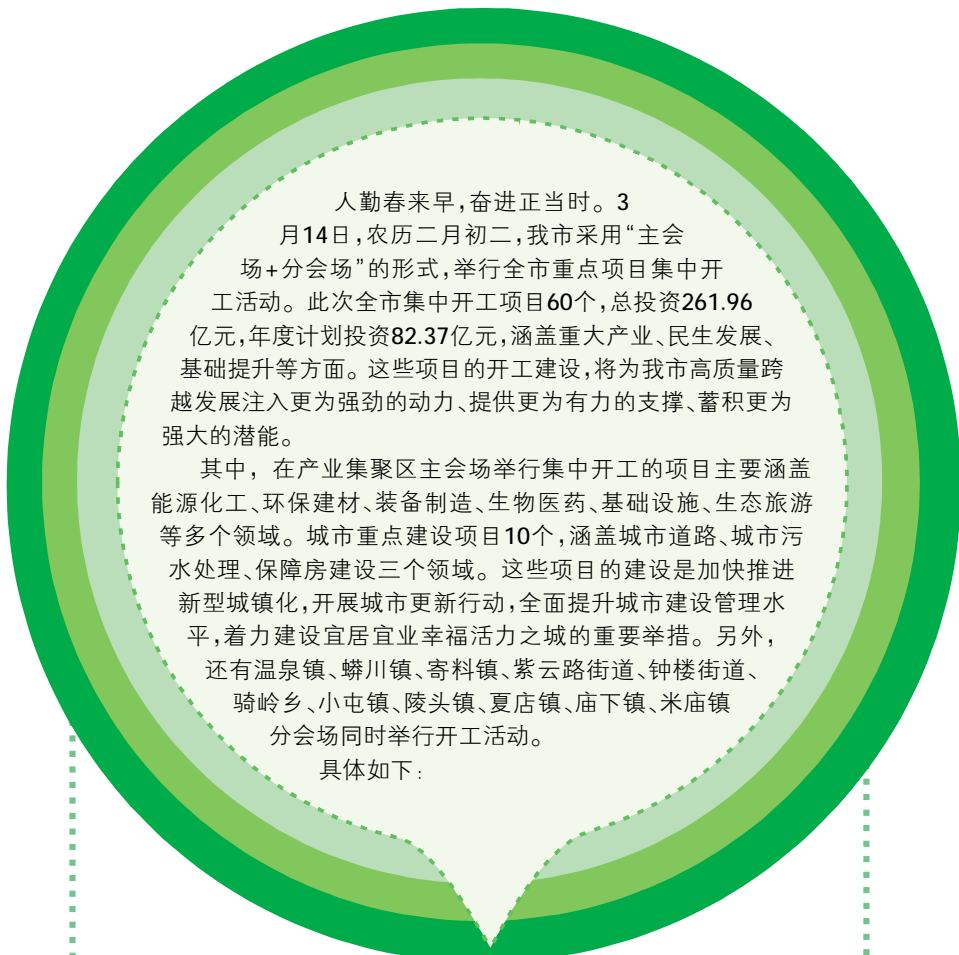 人勤春来早,奋进正当时。3
月14日,农历二月初二,我市采用“主会
场+分会场”的形式,举行全市重点项目集中开
工活动。此次全市集中开工项目60个,总投资261.96
亿元,年度计划投资82.37亿元,涵盖重大产业、民生发展、
基础提升等方面。这些项目的开工建设,将为我市高质量跨
越发展注入更为强劲的动力、提供更为有力的支撑、蓄积更为
强大的潜能。
其中，在产业集聚区主会场举行集中开工的项目主要涵盖
能源化工、环保建材、装备制造、生物医药、基础设施、生态旅游
等多个领域。城市重点建设项目10个,涵盖城市道路、城市污
水处理、保障房建设三个领域。这些项目的建设是加快推进
新型城镇化,开展城市更新行动,全面提升城市建设管理水
平,着力建设宜居宜业幸福活力之城的重要举措。另外,
还有温泉镇、蟒川镇、寄料镇、紫云路街道、钟楼街道、
骑岭乡、小屯镇、陵头镇、夏店镇、庙下镇、米庙镇
分会场同时举行开工活动。
具体如下: